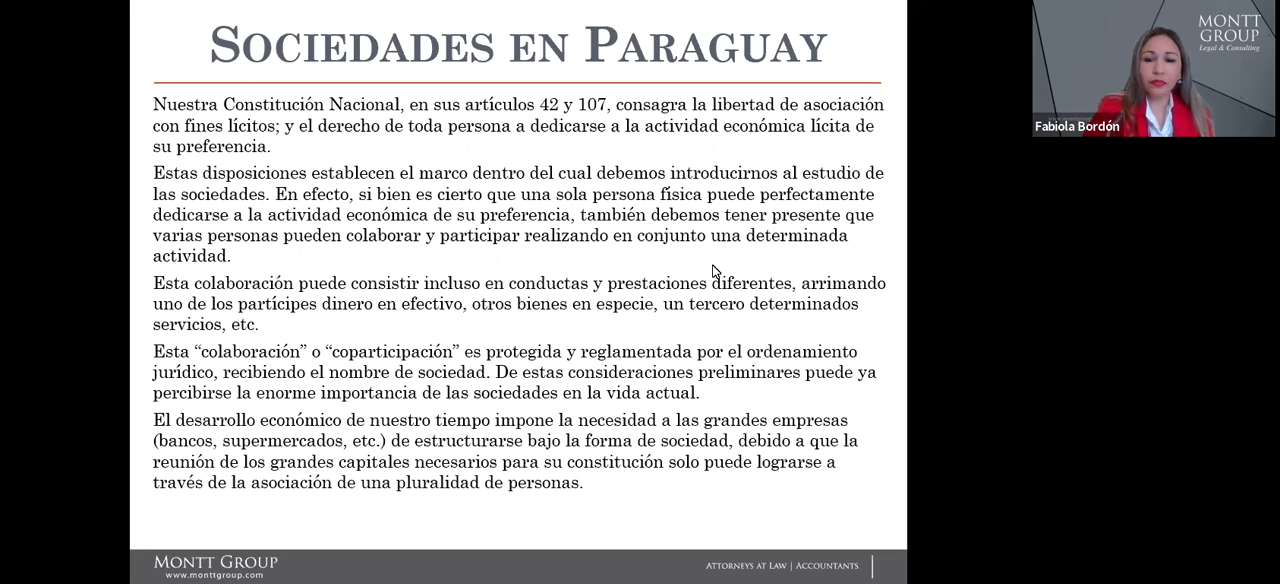 SOCIEDADES EN PARAGUAY
Nuestra Constitución Nacional, en sus artículos 42 y 107, consagra la libertad de asociación
con fines lícitos; y el derecho de toda persona a dedicarse a la actividad económica lícita de
su preferencia.
Estas disposiciones establecen el marco dentro del cual debemos introducirnos al estudio de
las sociedades. En efecto, si bien es cierto que una sola persona física puede perfectamente
dedicarse a la actividad económica de su preferencia, también debemos tener presente que
varias personas pueden colaborar y participar realizando en conjunto una determinada
actividad.
Esta colaboración puede consistir incluso en conductas y prestaciones diferentes, arrimando
uno de los partícipes dinero en efectivo, otros bienes en especie, un tercero determinados
servicios, etc.
Esta “colaboración” o “coparticipación” es protegida y reglamentada por el ordenamiento
jurídico, recibiendo el nombre de sociedad. De estas consideraciones preliminares puede ya
percibirse la enorme importancia de las sociedades en la vida actual.
El desarrollo económico de nuestro tiempo impone la necesidad a las grandes empresas
(bancos, supermercados, etc.) de estructurarse bajo la forma de sociedad, debido a que la
reunión de los grandes capitales necesarios para su constitución solo puede lograrse a
través de la asociación de una pluralidad de personas.
MONTT GROUP
www.monttgroup.com
ATTORNEYS AT LAW | ACCOUNTANTS
MONTT
GROUP
Legal & Consulting
Fabiola Bordón